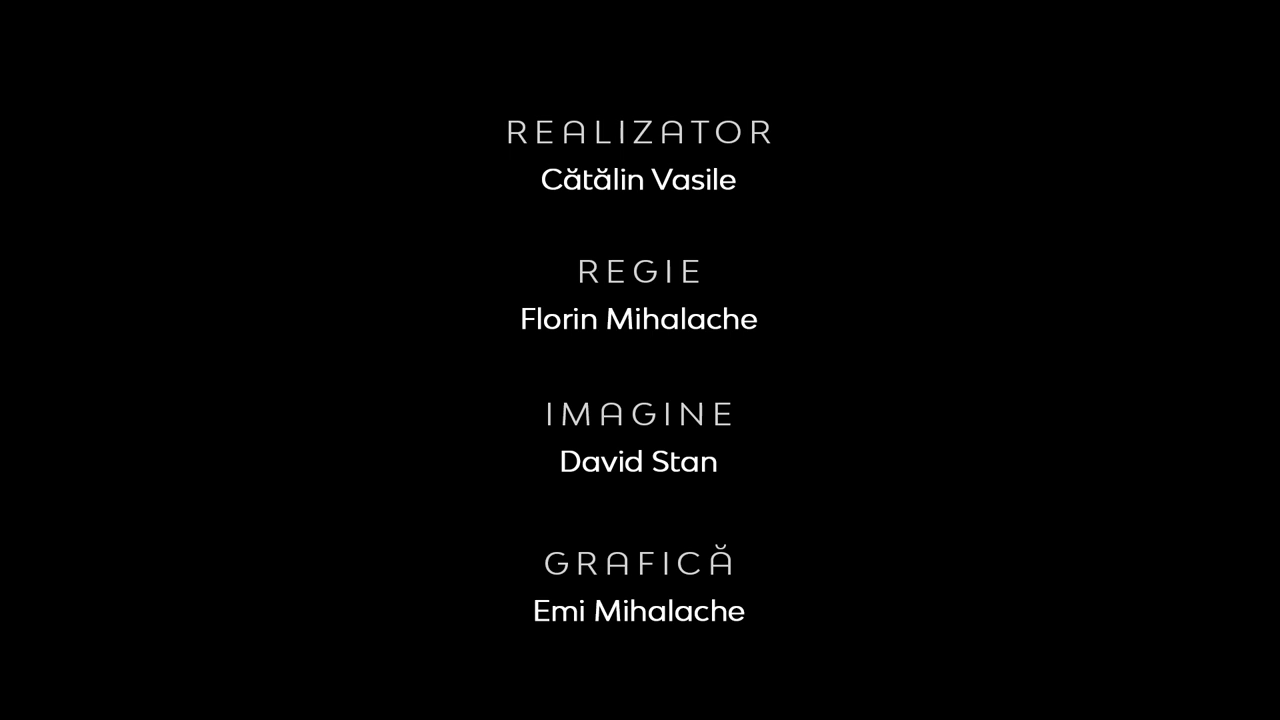 REALIZATOR
Cătălin Vasile
REGIE
Florin Mihalache
IMAGINE
David Stan
GRAFICĂ
Emi Mihalache